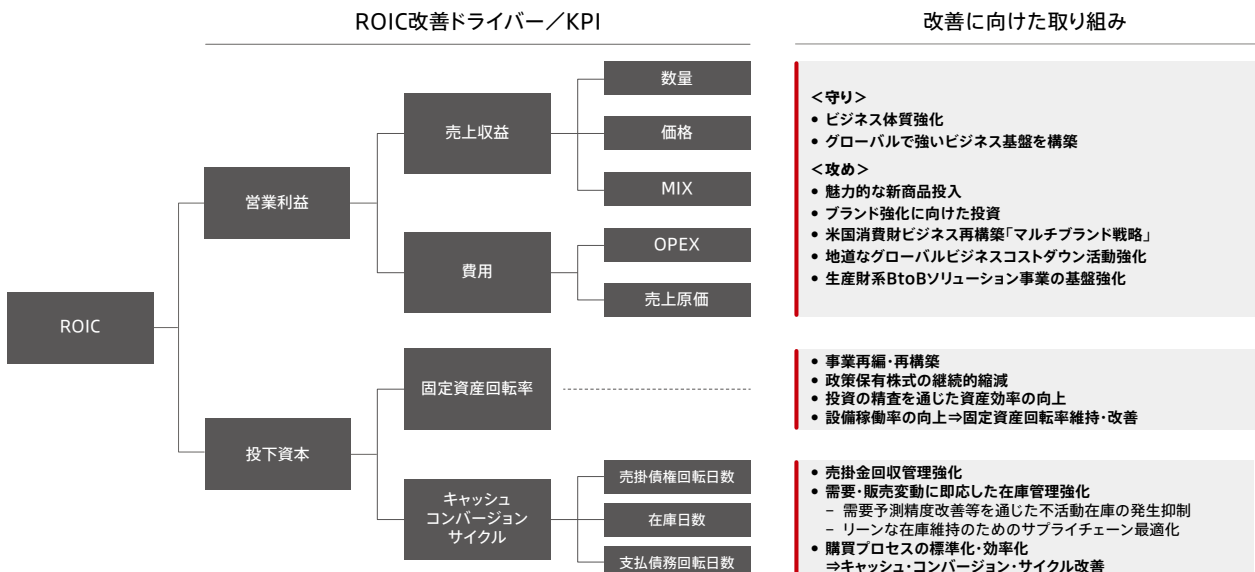 ROIC改善ドライバー／KPI
改善に向けた取り組み
ROIC
営業利益
投下資本
売上収益
費用
固定資産回転率
キャッシュ
コンバージョン
サイクル
数量
価格
MIX
OPEX
売上原価
売掛債権回転日数
在庫日数
支払債務回転日数
＜守り＞
• ビジネス体質強化
• グローバルで強いビジネス基盤を構築
＜攻め＞
• 魅力的な新商品投入
• ブランド強化に向けた投資
• 米国消費財ビジネス再構築「マルチブランド戦略」
• 地道なグローバルビジネスコストダウン活動強化
• 生産財系BtoBソリューション事業の基盤強化
• 事業再編・再構築
• 政策保有株式の継続的縮減
• 投資の精査を通じた資産効率の向上
• 設備稼働率の向上⇒固定資産回転率維持・改善
• 売掛金回収管理強化
• 需要・販売変動に即応した在庫管理強化
− 需要予測精度改善等を通じた不活動在庫の発生抑制
− リーンな在庫維持のためのサプライチェーン最適化
• 購買プロセスの標準化・効率化
⇒キャッシュ・コンバージョン・サイクル改善